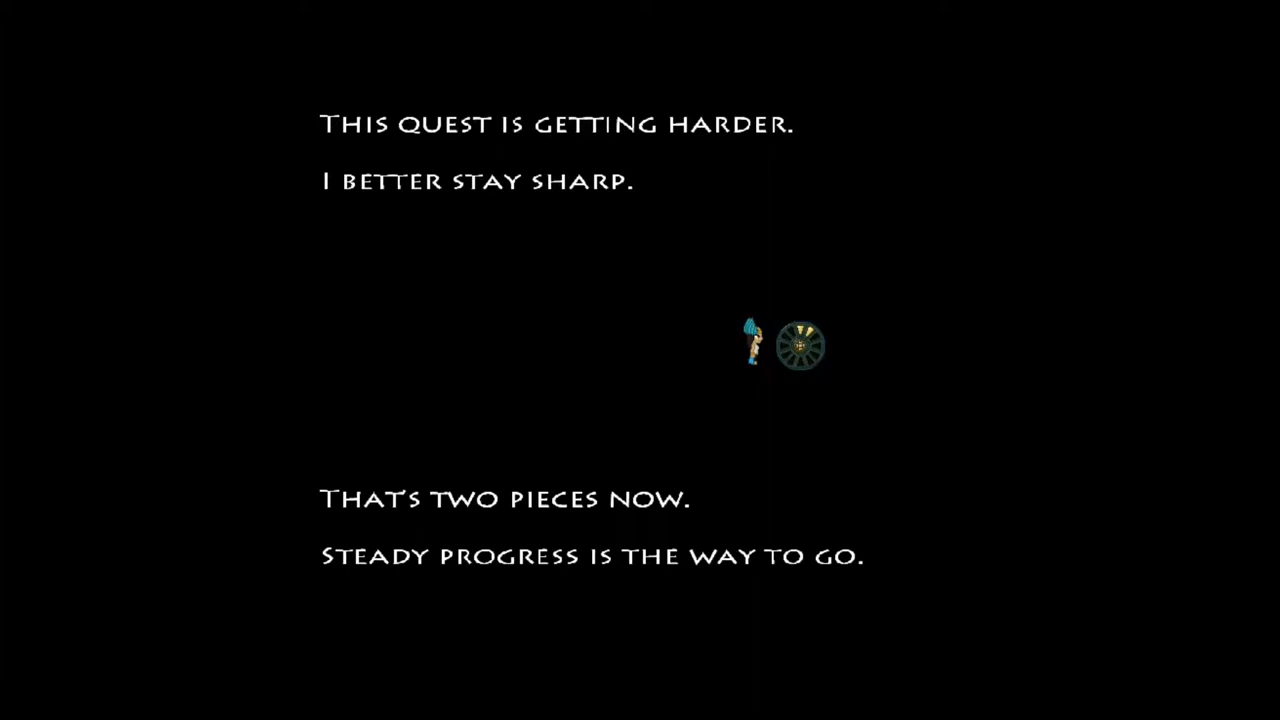 This quest is getting harder.
I better stay sharp.
That's two pieces now.
Steady progress is the way to go.